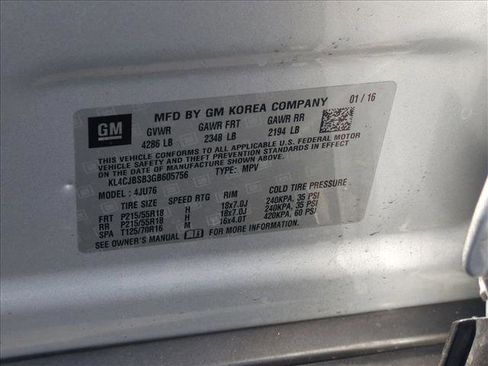 MFD BY GM KOREA COMPANY 01/16
GM
GVWR GAWR FRT GAWR RR
4286 LB 2348 LB 2194 LB
THIS VEHICLE CONFORMS TO ALL APPLICABLE U.S. FEDERAL MOTOR
VEHICLE SAFETY STANDARDS IN EFFECT ON THE DATE OF
MANUFACTURE SHOWN ABOVE.
KL4CJBSB3GB605756 TYPE: MPV
MODEL: 4JU76
TIRE SIZE SPEED RTG RIM COLD TIRE PRESSURE
FRT P215/55R18 H 18x7.0J 240KPA, 35 PSI
RR P215/55R18 H 18x7.0J 240KPA, 35 PSI
SPA T125/70R16 M 16x4.0T 420KPA, 60 PSI
SEE OWNER'S MANUAL FOR MORE INFORMATION.